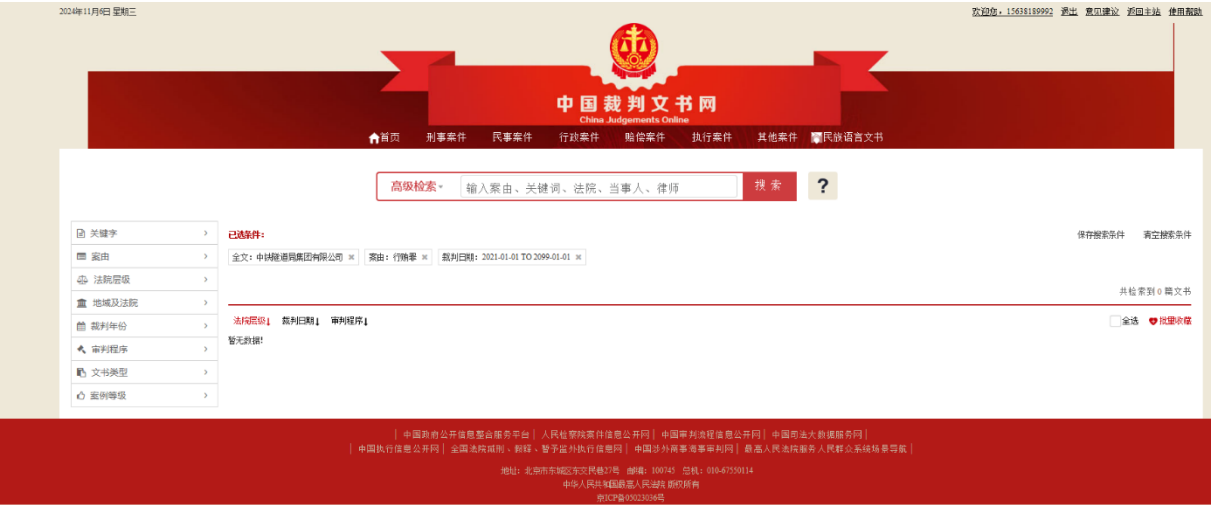 2024年11月6日 星期三
欢迎您，15638189992 退出 意见建议 返回主站 使用帮助
中国裁判文书网
China Judgements Online
首页 刑事案件 民事案件 行政案件 赔偿案件 执行案件 其他案件 民族语言文书
高级检索 输入案由、关键词、法院、当事人、律师 搜索 ?
关键字
案由
法院层级
地域及法院
裁判年份
审判程序
文书类型
案例等级
已选条件：
保存搜索条件 清空搜索条件
全文：中铁隧道局集团有限公司 × 案由：行贿罪 × 裁判日期：2021-01-01 TO 2099-01-01 ×
共检索到 0 篇文书
法院层级↓ 裁判日期↓ 审判程序↓
全选 批量收藏
暂无数据!
| 中国政府公开信息整合服务平台 | 人民检察院案件信息公开网 | 中国审判流程信息公开网 | 中国司法大数据服务网 |
| 中国执行信息公开网 | 全国法院减刑、假释、暂予监外执行信息网 | 中国涉外商事海事审判网 | 最高人民法院服务人民群众系统场景导航 |
地址：北京市东城区东交民巷27号 邮编：100745 总机：010-67550114
中华人民共和国最高人民法院 版权所有
京ICP备05023036号